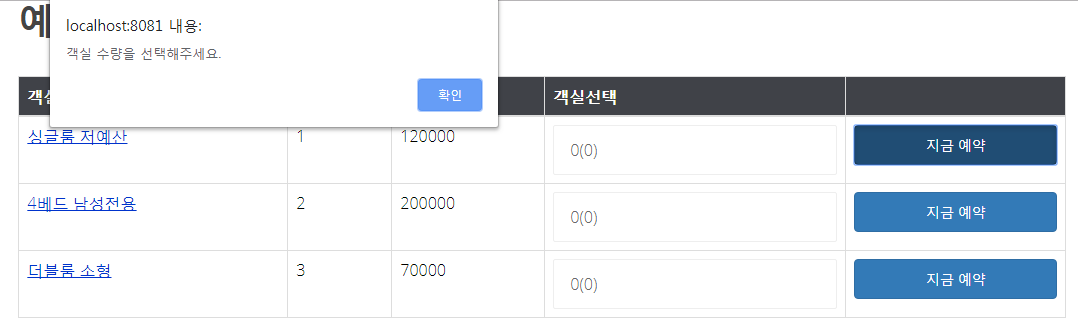 예
localhost:8081 내용:
객실 수량을 선택해주세요.
확인
객실선택
싱글룸 저예산 1 120000 0(0) 지금 예약
4베드 남성전용 2 200000 0(0) 지금 예약
더블룸 소형 3 70000 0(0) 지금 예약